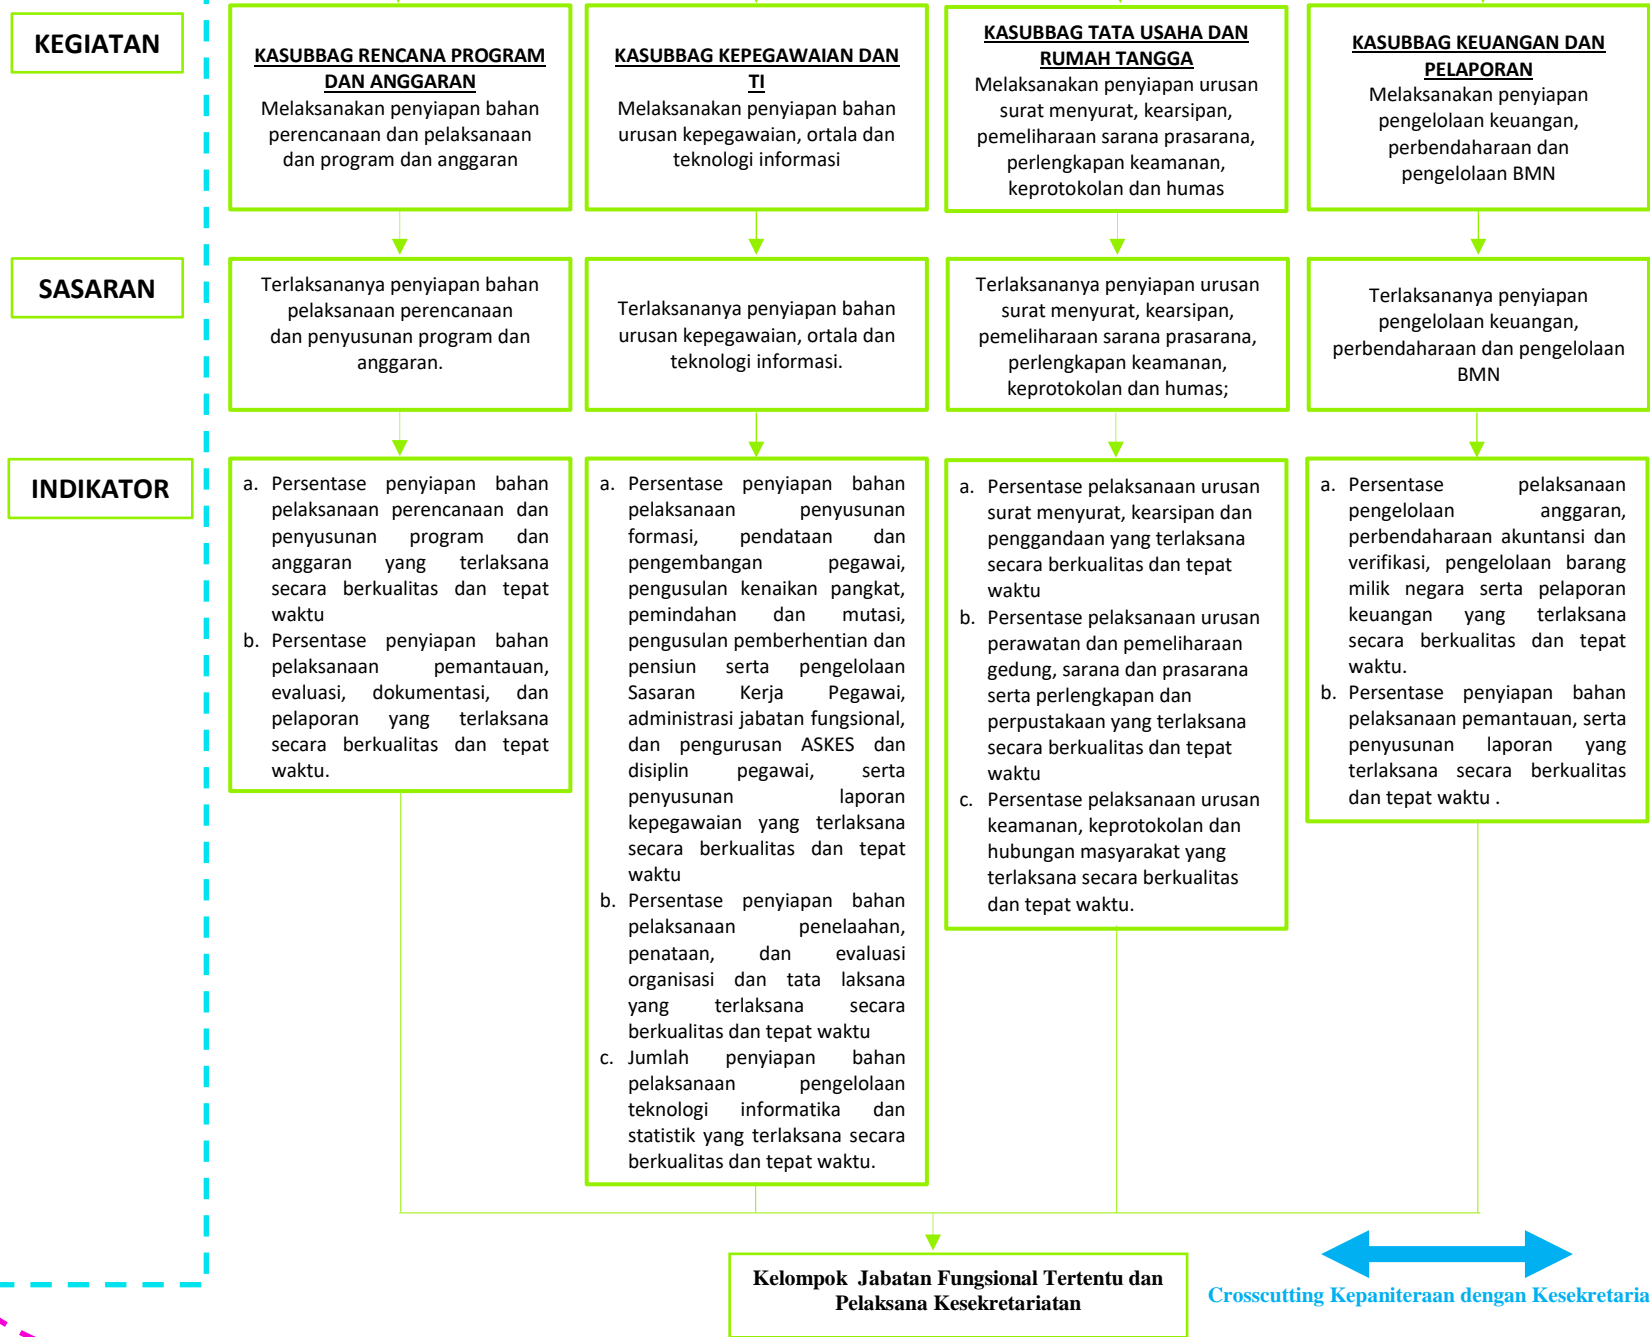 KEGIATAN
KASUBBAG RENCANA PROGRAM
DAN ANGGARAN
Melaksanakan penyiapan bahan
perencanaan dan pelaksanaan
dan program dan anggaran
KASUBBAG KEPEGAWAIAN DAN
TI
Melaksanakan penyiapan bahan
urusan kepegawaian, ortala dan
teknologi informasi
KASUBBAG TATA USAHA DAN
RUMAH TANGGA
Melaksanakan penyiapan urusan
surat menyurat, kearsipan,
pemeliharaan sarana prasarana,
perlengkapan keamanan,
keprotokolan dan humas
KASUBBAG KEUANGAN DAN
PELAPORAN
Melaksanakan penyiapan
pengelolaan keuangan,
perbendaharaan dan
pengelolaan BMN
SASARAN
Terlaksananya penyiapan bahan
pelaksanaan perencanaan
dan penyusunan program dan
anggaran.
Terlaksananya penyiapan bahan
urusan kepegawaian, ortala dan
teknologi informasi.
Terlaksananya penyiapan urusan
surat menyurat, kearsipan,
pemeliharaan sarana prasarana,
perlengkapan keamanan,
keprotokolan dan humas;
Terlaksananya penyiapan
pengelolaan keuangan,
perbendaharaan dan pengelolaan
BMN
INDIKATOR
a. Persentase penyiapan bahan
pelaksanaan perencanaan dan
penyusunan program dan
anggaran yang terlaksana
secara berkualitas dan tepat
waktu
b. Persentase penyiapan bahan
pelaksanaan pemantauan,
evaluasi, dokumentasi, dan
pelaporan yang terlaksana
secara berkualitas dan tepat
waktu.
a. Persentase penyiapan bahan
pelaksanaan penyusunan
formasi, pendataan dan
pengembangan pegawai,
pengusulan kenaikan pangkat,
pemindahan dan mutasi,
pengusulan pemberhentian dan
pensiun serta pengelolaan
Sasaran Kerja Pegawai,
administrasi jabatan fungsional,
dan pengurusan ASKES dan
disiplin pegawai, serta
penyusunan laporan
kepegawaian yang terlaksana
secara berkualitas dan tepat
waktu
b. Persentase penyiapan bahan
pelaksanaan penelaahan,
penataan, dan evaluasi
organisasi dan tata laksana
yang terlaksana secara
berkualitas dan tepat waktu
c. Jumlah penyiapan bahan
pelaksanaan pengelolaan
teknologi informatika dan
statistik yang terlaksana secara
berkualitas dan tepat waktu.
a. Persentase pelaksanaan urusan
surat menyurat, kearsipan dan
penggandaan yang terlaksana
secara berkualitas dan tepat
waktu
b. Persentase pelaksanaan urusan
perawatan dan pemeliharaan
gedung, sarana dan prasarana
serta perlengkapan dan
perpustakaan yang terlaksana
secara berkualitas dan tepat
waktu
c. Persentase pelaksanaan urusan
keamanan, keprotokolan dan
hubungan masyarakat yang
terlaksana secara berkualitas
dan tepat waktu.
a. Persentase pelaksanaan
pengelolaan anggaran,
perbendaharaan akuntansi dan
verifikasi, pengelolaan barang
milik negara serta pelaporan
keuangan yang terlaksana
secara berkualitas dan tepat
waktu.
b. Persentase penyiapan bahan
pelaksanaan pemantauan, serta
penyusunan laporan yang
terlaksana secara berkualitas
dan tepat waktu .
Kelompok Jabatan Fungsional Tertentu dan
Pelaksana Kesekretariatan
Crosscutting Kepaniteraan dengan Kesekretaria